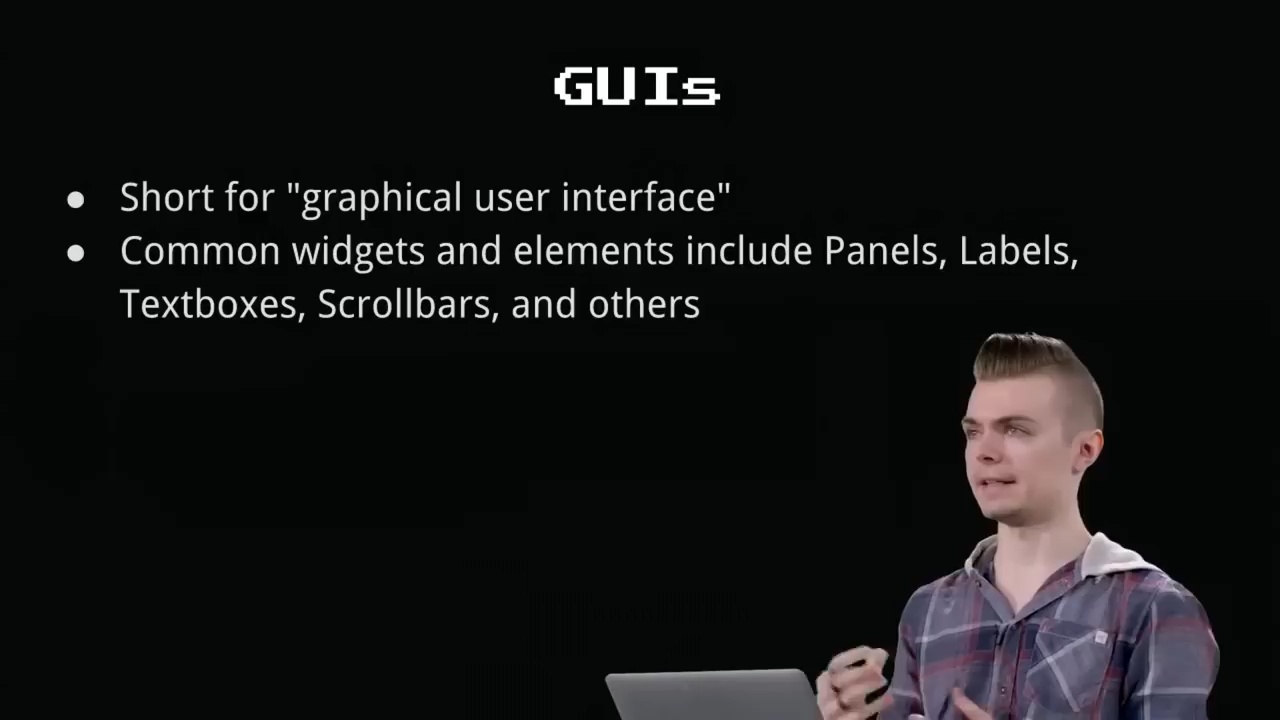 GUIs
● Short for "graphical user interface"
● Common widgets and elements include Panels, Labels,
Textboxes, Scrollbars, and others